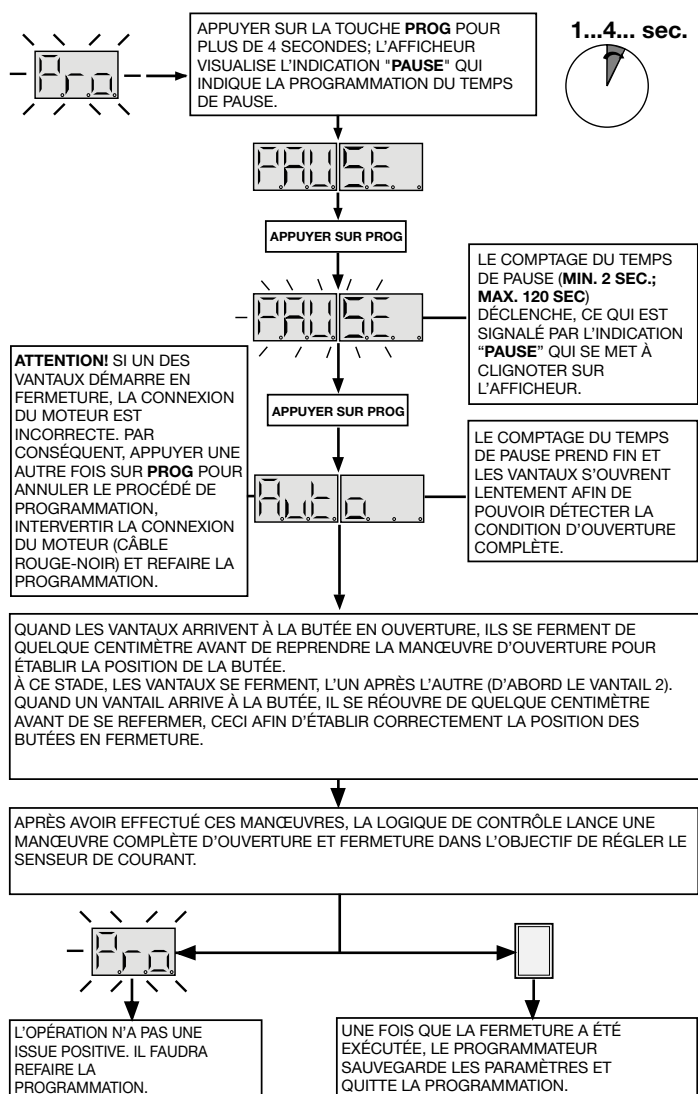 Pro
APPUYER SUR LA TOUCHE PROG POUR
PLUS DE 4 SECONDES; L'AFFICHEUR
VISUALISE L'INDICATION "PAUSE" QUI
INDIQUE LA PROGRAMMATION DU TEMPS
DE PAUSE.
1...4... sec.
PAUSE
APPUYER SUR PROG
PAUSE
LE COMPTAGE DU TEMPS
DE PAUSE (MIN. 2 SEC.;
MAX. 120 SEC)
DÉCLENCHE, CE QUI EST
SIGNALÉ PAR L'INDICATION
“PAUSE” QUI SE MET À
CLIGNOTER SUR
L'AFFICHEUR.
ATTENTION! SI UN DES
VANTAUX DÉMARRE EN
FERMETURE, LA CONNEXION
DU MOTEUR EST
INCORRECTE. PAR
CONSÉQUENT, APPUYER UNE
AUTRE FOIS SUR PROG POUR
ANNULER LE PROCÉDÉ DE
PROGRAMMATION,
INTERVERTIR LA CONNEXION
DU MOTEUR (CÂBLE
ROUGE-NOIR) ET REFAIRE LA
PROGRAMMATION.
APPUYER SUR PROG
Auto
LE COMPTAGE DU TEMPS
DE PAUSE PREND FIN ET
LES VANTAUX S'OUVRENT
LENTEMENT AFIN DE
POUVOIR DÉTECTER LA
CONDITION D'OUVERTURE
COMPLÈTE.
QUAND LES VANTAUX ARRIVENT À LA BUTÉE EN OUVERTURE, ILS SE FERMENT DE
QUELQUE CENTIMÈTRE AVANT DE REPRENDRE LA MANŒUVRE D'OUVERTURE POUR
ÉTABLIR LA POSITION DE LA BUTÉE.
À CE STADE, LES VANTAUX SE FERMENT, L'UN APRÈS L'AUTRE (D'ABORD LE VANTAIL 2).
QUAND UN VANTAIL ARRIVE À LA BUTÉE, IL SE RÉOUVRE DE QUELQUE CENTIMÈTRE
AVANT DE SE REFERMER, CECI AFIN D'ÉTABLIR CORRECTEMENT LA POSITION DES
BUTÉES EN FERMETURE.
APRÈS AVOIR EFFECTUÉ CES MANŒUVRES, LA LOGIQUE DE CONTRÔLE LANCE UNE
MANŒUVRE COMPLÈTE D'OUVERTURE ET FERMETURE DANS L'OBJECTIF DE RÉGLER LE
SENSEUR DE COURANT.
Pro
L'OPÉRATION N'A PAS UNE
ISSUE POSITIVE. IL FAUDRA
REFAIRE LA
PROGRAMMATION.
UNE FOIS QUE LA FERMETURE A ÉTÉ
EXÉCUTÉE, LE PROGRAMMATEUR
SAUVEGARDE LES PARAMÈTRES ET
QUITTE LA PROGRAMMATION.